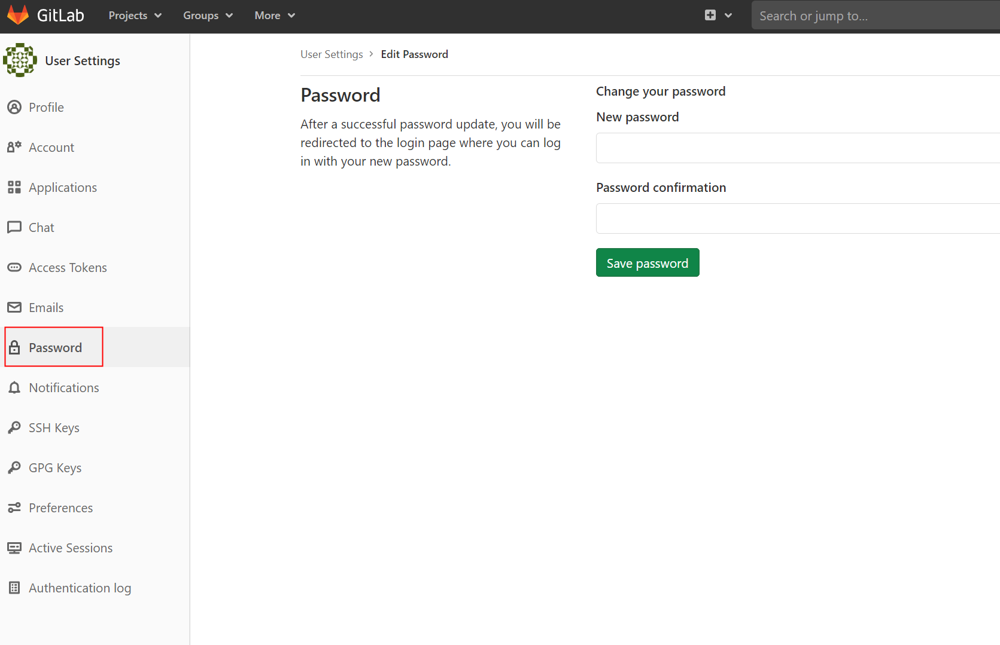 GitLab Projects Groups More Search or jump to...
User Settings
Profile
Account
Applications
Chat
Access Tokens
Emails
Password
Notifications
SSH Keys
GPG Keys
Preferences
Active Sessions
Authentication log
User Settings > Edit Password
Password
After a successful password update, you will be
redirected to the login page where you can log
in with your new password.
Change your password
New password
Password confirmation
Save password